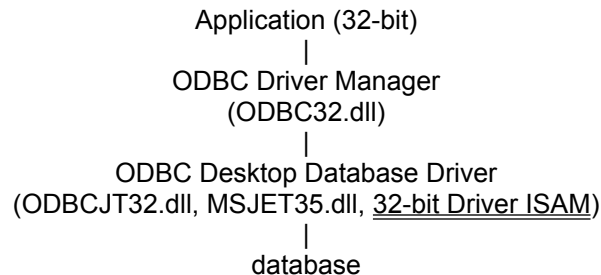 Application (32-bit)
|
ODBC Driver Manager
(ODBC32.dll)
|
ODBC Desktop Database Driver
(ODBCJT32.dll, MSJET35.dll, 32-bit Driver ISAM)
|
database